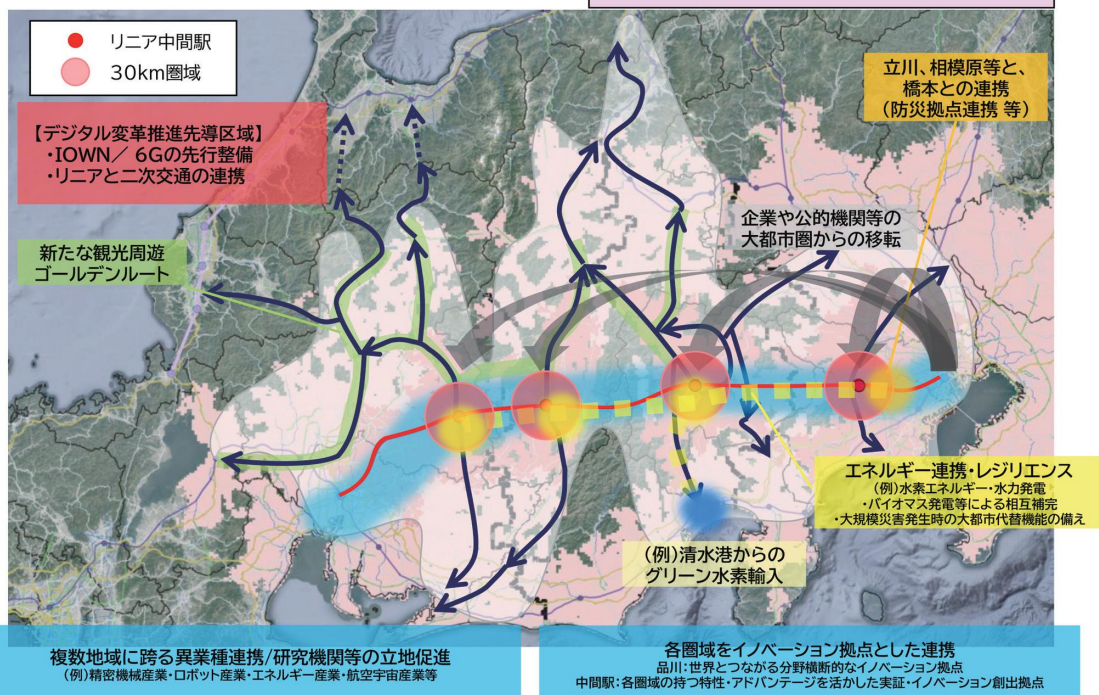 リニア中間駅
30km圏域
立川、相模原等と、
橋本との連携
(防災拠点連携 等)
【デジタル変革推進先導区域】
・IOWN/ 6Gの先行整備
・リニアと二次交通の連携
企業や公的機関等の
大都市圏からの移転
新たな観光周遊
ゴールデンルート
エネルギー連携・レジリエンス
(例)水素エネルギー・水力発電
・バイオマス発電等による相互補完
・大規模災害発生時の大都市代替機能の備え
(例)清水港からの
グリーン水素輸入
複数地域に跨る異業種連携/研究機関等の立地促進
(例)精密機械産業・ロボット産業・エネルギー産業・航空宇宙産業等
各圏域をイノベーション拠点とした連携
品川:世界とつながる分野横断的なイノベーション拠点
中間駅:各圏域の持つ特性・アドバンテージを活かした実証・イノベーション創出拠点